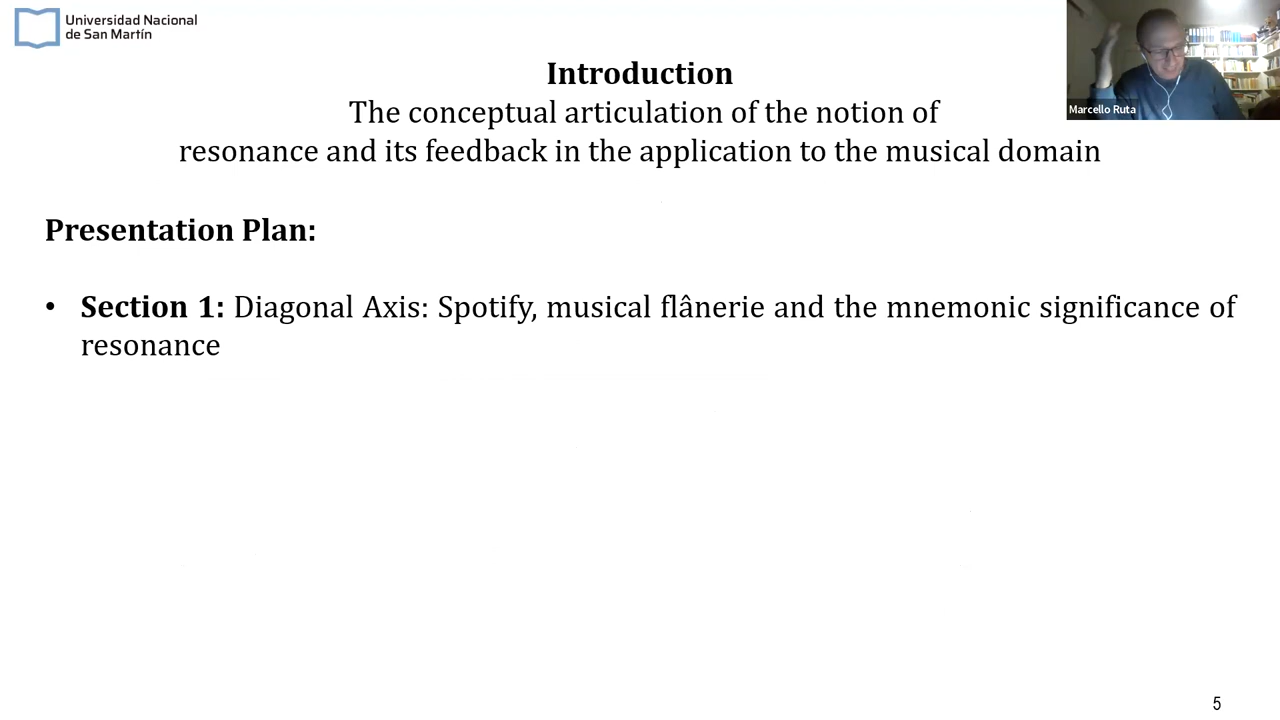 Universidad Nacional
de San Martín
Marcello Ruta
Introduction
The conceptual articulation of the notion of
resonance and its feedback in the application to the musical domain
Presentation Plan:
• Section 1: Diagonal Axis: Spotify, musical flânerie and the mnemonic significance of
resonance
5